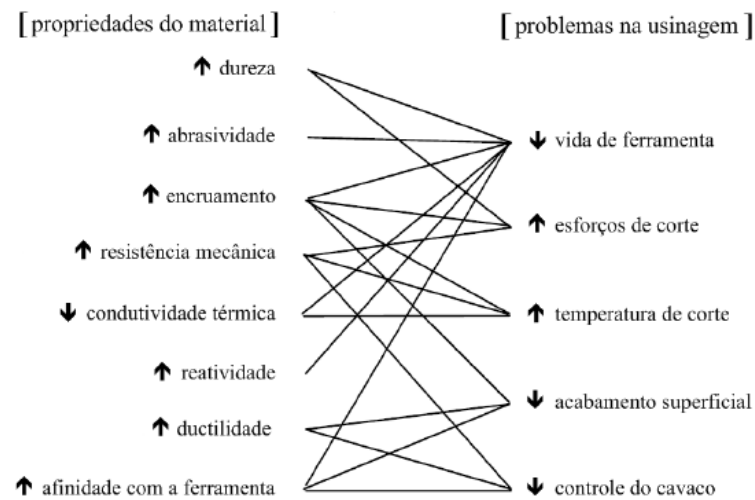 [ propriedades do material ]
[ problemas na usinagem ]
↑ dureza
↑ abrasividade
↓ vida de ferramenta
↑ encruamento
↑ esforços de corte
↑ resistência mecânica
↓ condutividade térmica
↑ temperatura de corte
↑ reatividade
↓ acabamento superficial
↑ ductilidade
↑ afinidade com a ferramenta
↓ controle do cavaco